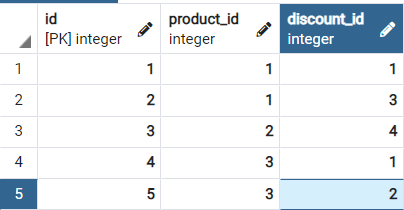 id product_id discount_id
[PK] integer integer integer
1 1 1 1
2 2 1 3
3 3 2 4
4 4 3 1
5 5 3 2